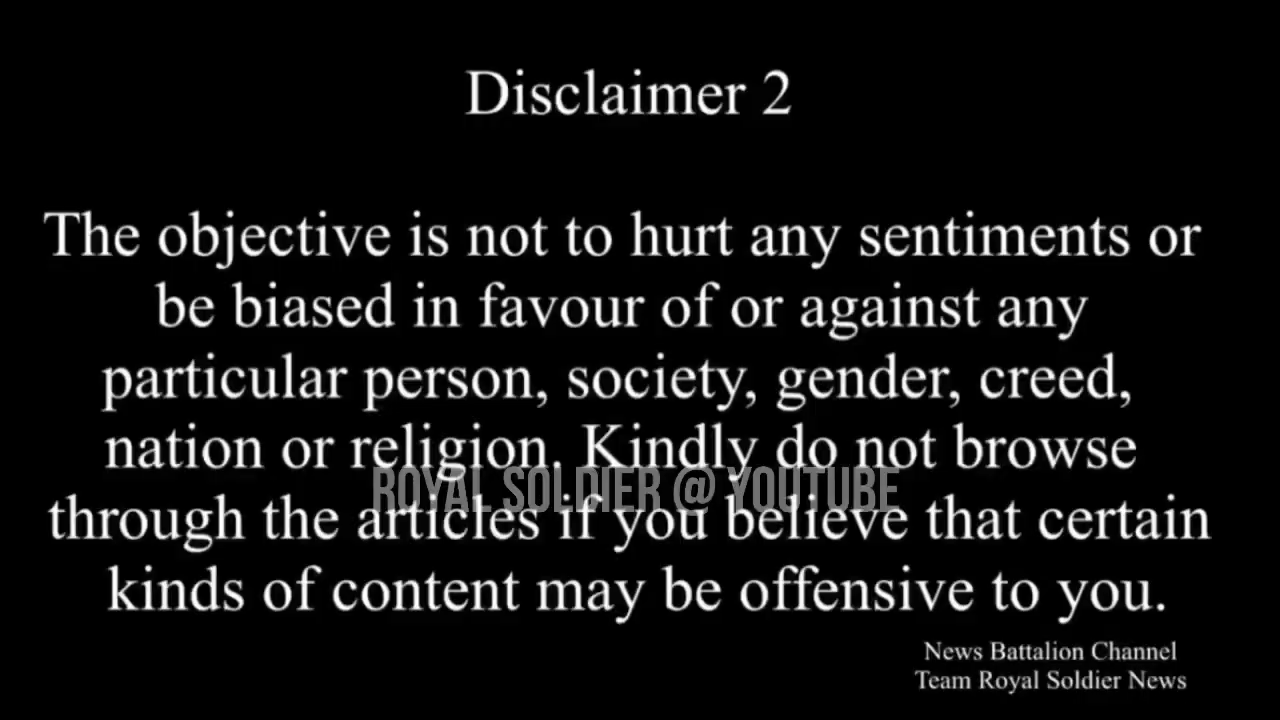 Disclaimer 2
The objective is not to hurt any sentiments or
be biased in favour of or against any
particular person, society, gender, creed,
nation or religion. Kindly do not browse
ROYAL SOLDIER @ YOUTUBE
through the articles if you believe that certain
kinds of content may be offensive to you.
News Battalion Channel
Team Royal Soldier News